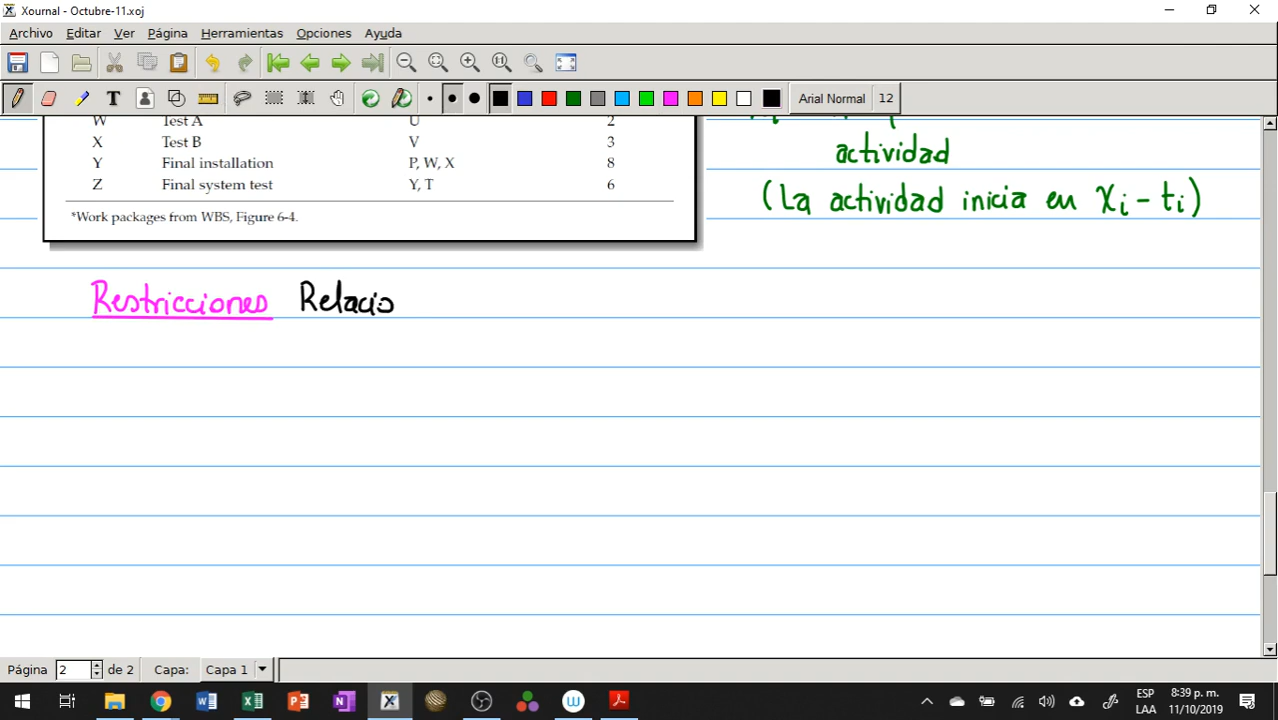 Xournal - Octubre-11.xoj
Archivo Editar Ver Página Herramientas Opciones Ayuda
Arial Normal 12
W Test A U 2
X Test B V 3
Y Final installation P, W, X 8
Z Final system test Y, T 6
*Work packages from WBS, Figure 6-4.
actividad
(La actividad inicia en xi - ti)
Restricciones Relacio
Página 2 de 2 Capa: Capa 1
ESP 8:39 p. m.
LAA 11/10/2019